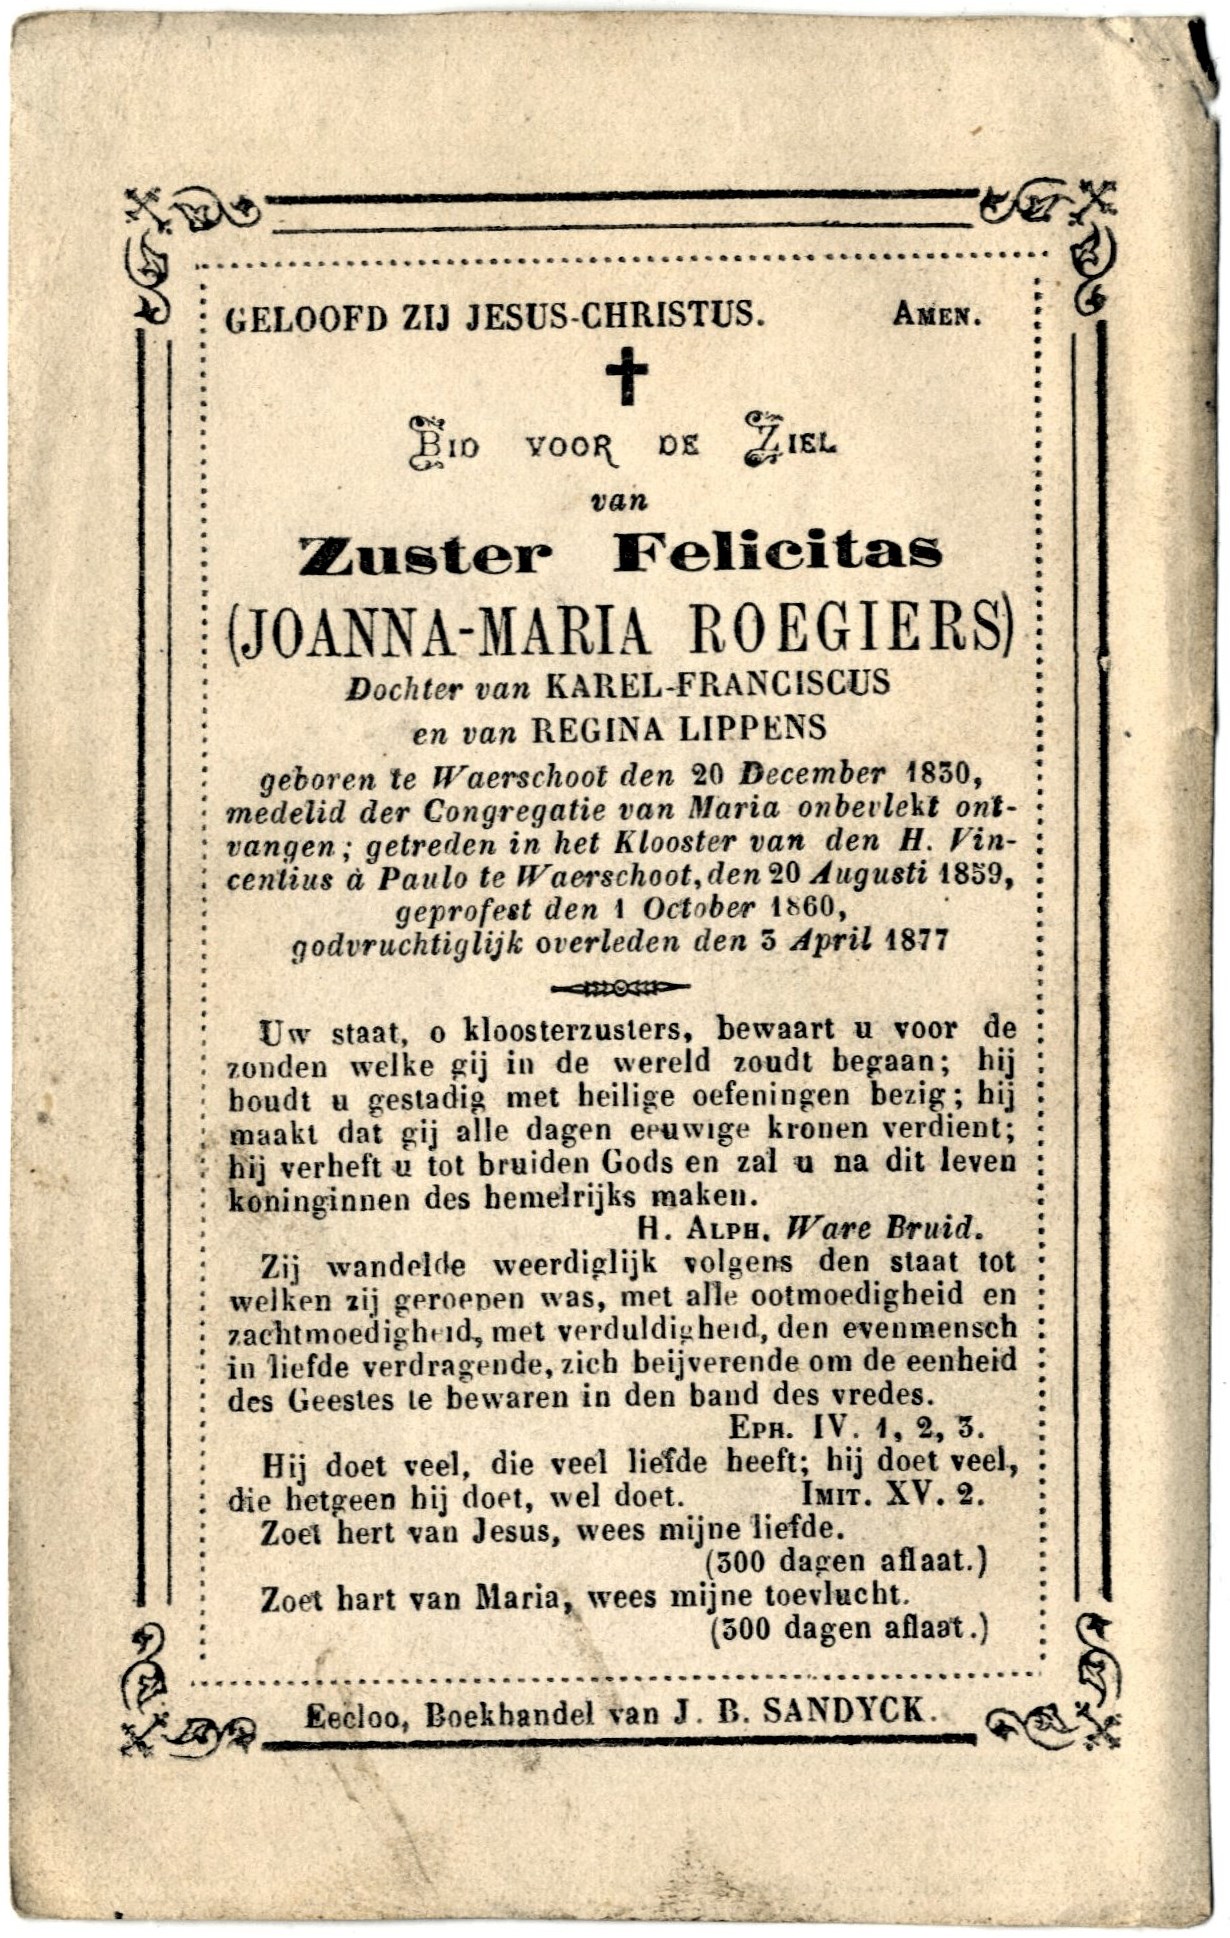 GELOOFD ZIJ JESUS-CHRISTUS. AMEN.
BID VOOR DE ZIEL
van
Zuster Felicitas
(JOANNA-MARIA ROEGIERS)
Dochter van KAREL-FRANCISCUS
en van REGINA LIPPENS
geboren te Waerschoot den 20 December 1830,
medelid der Congregatie van Maria onbevlekt ont-
vangen; getreden in het Klooster van den H. Vin-
centius à Paulo te Waerschoot, den 20 Augusti 1859,
geprofest den 1 October 1860,
godvruchtiglijk overleden den 3 April 1877
Uw staat, o kloosterzusters, bewaart u voor de
zonden welke gij in de wereld zoudt begaan; hij
houdt u gestadig met heilige oefeningen bezig; hij
maakt dat gij alle dagen eeuwige kronen verdient;
hij verheft u tot bruiden Gods en zal u na dit leven
koninginnen des hemelrijks maken.
H. ALPH. Ware Bruid.
Zij wandelde weerdiglijk volgens den staat tot
welken zij geroepen was, met alle ootmoedigheid en
zachtmoedigheid, met verduldigheid, den evenmensch
in liefde verdragende, zich beijverende om de eenheid
des Geestes te bewaren in den band des vredes.
EPH. IV. 1, 2, 3.
Hij doet veel, die veel liefde heeft; hij doet veel,
die hetgeen hij doet, wel doet. IMIT. XV. 2.
Zoet hert van Jesus, wees mijne liefde.
(300 dagen aflaat.)
Zoet hart van Maria, wees mijne toevlucht.
(300 dagen aflaat.)
Eecloo, Boekhandel van J. B. SANDYCK.